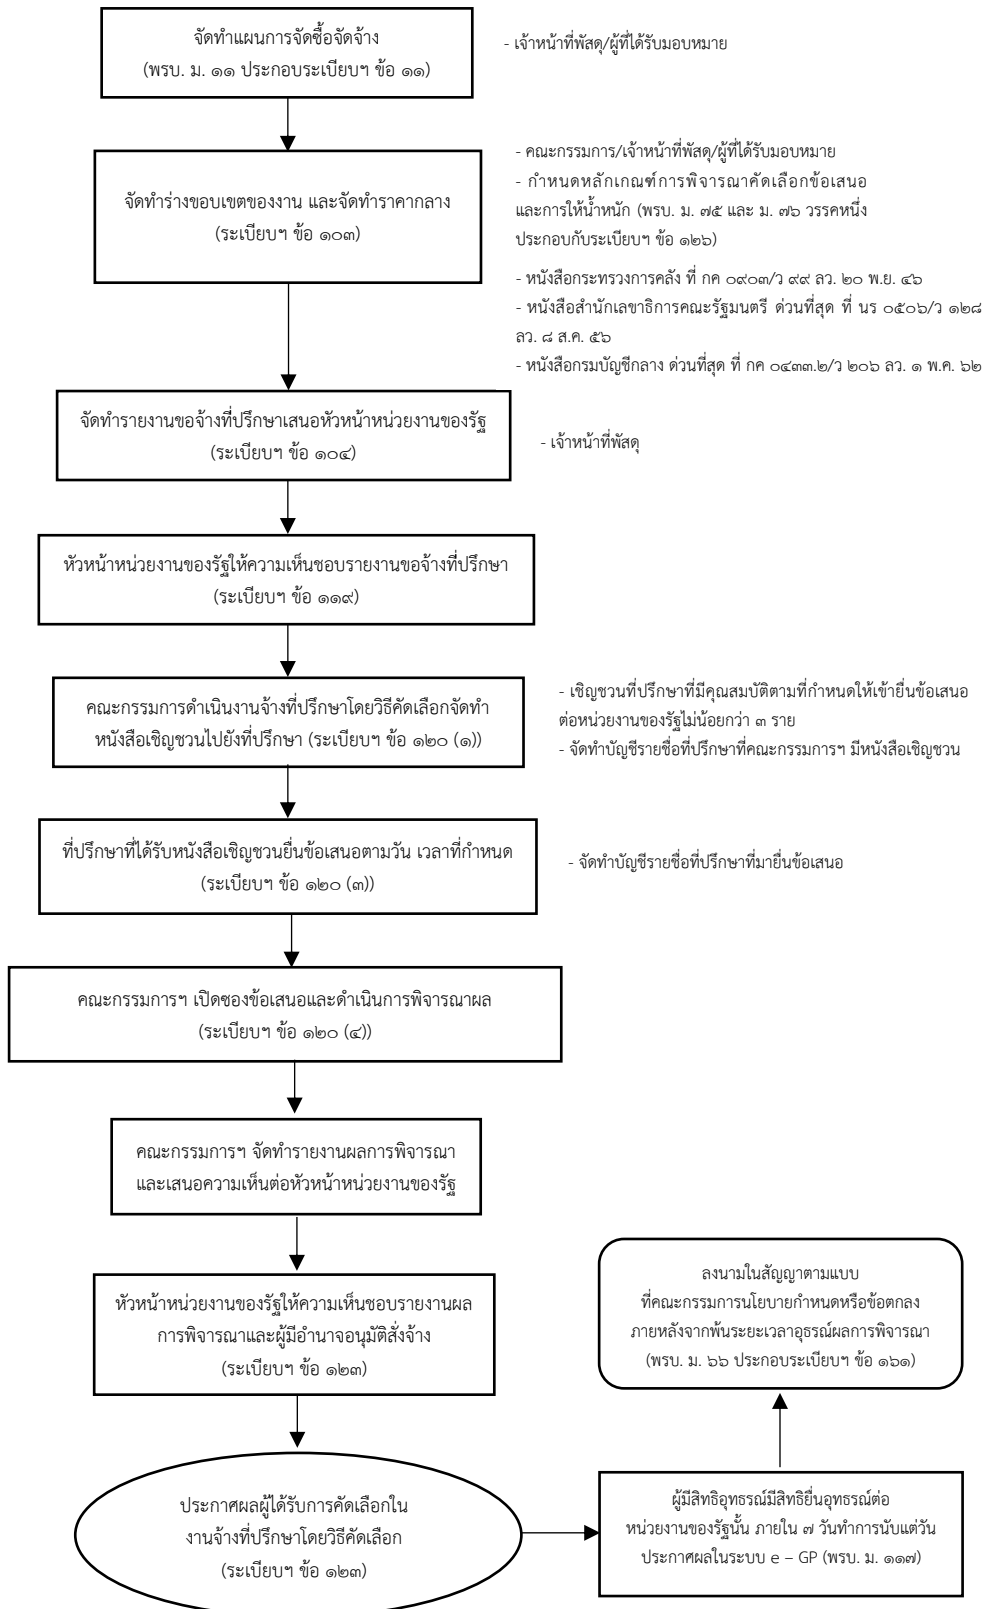 จัดทำแผนการจัดซื้อจัดจ้าง
(พรบ. ม. ๑๑ ประกอบระเบียบฯ ข้อ ๑๑)
- เจ้าหน้าที่พัสดุ/ผู้ที่ได้รับมอบหมาย
จัดทำร่างขอบเขตของงาน และจัดทำราคากลาง
(ระเบียบฯ ข้อ ๑๐๓)
- คณะกรรมการ/เจ้าหน้าที่พัสดุ/ผู้ที่ได้รับมอบหมาย
- กำหนดหลักเกณฑ์การพิจารณาคัดเลือกข้อเสนอ
และการให้น้ำหนัก (พรบ. ม. ๗๕ และ ม. ๗๖ วรรคหนึ่ง
ประกอบกับระเบียบฯ ข้อ ๑๒๖)
- หนังสือกระทรวงการคลัง ที่ กค ๐๙๐๓/ว ๙๙ ลว. ๒๐ พ.ย. ๔๖
- หนังสือสำนักเลขาธิการคณะรัฐมนตรี ด่วนที่สุด ที่ นร ๐๕๐๖/ว ๑๒๘
ลว. ๘ ส.ค. ๕๖
- หนังสือกรมบัญชีกลาง ด่วนที่สุด ที่ กค ๐๔๓๓.๒/ว ๒๐๖ ลว. ๑ พ.ค. ๖๒
จัดทำรายงานขอจ้างที่ปรึกษาเสนอหัวหน้าหน่วยงานของรัฐ
(ระเบียบฯ ข้อ ๑๐๔)
- เจ้าหน้าที่พัสดุ
หัวหน้าหน่วยงานของรัฐให้ความเห็นชอบรายงานขอจ้างที่ปรึกษา
(ระเบียบฯ ข้อ ๑๑๙)
คณะกรรมการดำเนินงานจ้างที่ปรึกษาโดยวิธีคัดเลือกจัดทำ
หนังสือเชิญชวนไปยังที่ปรึกษา (ระเบียบฯ ข้อ ๑๒๐ (๑))
- เชิญชวนที่ปรึกษาที่มีคุณสมบัติตามที่กำหนดให้เข้ายื่นข้อเสนอ
ต่อหน่วยงานของรัฐไม่น้อยกว่า ๓ ราย
- จัดทำบัญชีรายชื่อที่ปรึกษาที่คณะกรรมการฯ มีหนังสือเชิญชวน
ที่ปรึกษาที่ได้รับหนังสือเชิญชวนยื่นข้อเสนอตามวัน เวลาที่กำหนด
(ระเบียบฯ ข้อ ๑๒๐ (๓))
- จัดทำบัญชีรายชื่อที่ปรึกษาที่มายื่นข้อเสนอ
คณะกรรมการฯ เปิดซองข้อเสนอและดำเนินการพิจารณาผล
(ระเบียบฯ ข้อ ๑๒๐ (๔))
คณะกรรมการฯ จัดทำรายงานผลการพิจารณา
และเสนอความเห็นต่อหัวหน้าหน่วยงานของรัฐ
หัวหน้าหน่วยงานของรัฐให้ความเห็นชอบรายงานผล
การพิจารณาและผู้มีอำนาจอนุมัติสั่งจ้าง
(ระเบียบฯ ข้อ ๑๒๓)
ประกาศผลผู้ได้รับการคัดเลือกใน
งานจ้างที่ปรึกษาโดยวิธีคัดเลือก
(ระเบียบฯ ข้อ ๑๒๓)
ผู้มีสิทธิอุทธรณ์มีสิทธิยื่นอุทธรณ์ต่อ
หน่วยงานของรัฐนั้น ภายใน ๗ วันทำการนับแต่วัน
ประกาศผลในระบบ e – GP (พรบ. ม. ๑๑๗)
ลงนามในสัญญาตามแบบ
ที่คณะกรรมการนโยบายกำหนดหรือข้อตกลง
ภายหลังจากพ้นระยะเวลาอุธรณ์ผลการพิจารณา
(พรบ. ม. ๖๖ ประกอบระเบียบฯ ข้อ ๑๖๑)